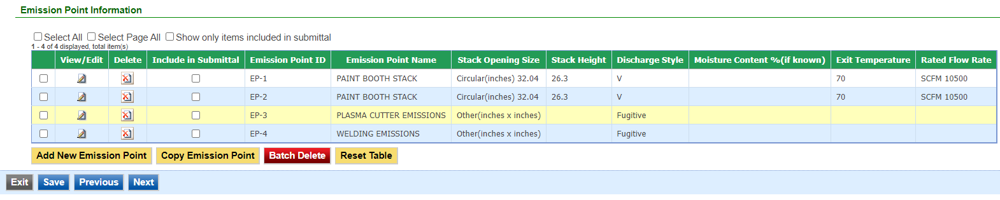 Emission Point Information
Select All Select Page All Show only items included in submittal
1 - 4 of 4 displayed, total item(s)
View/Edit Delete Include in Submittal Emission Point ID Emission Point Name Stack Opening Size Stack Height Discharge Style Moisture Content %(if known) Exit Temperature Rated Flow Rate
EP-1 PAINT BOOTH STACK Circular(inches) 32.04 26.3 V 70 SCFM 10500
EP-2 PAINT BOOTH STACK Circular(inches) 32.04 26.3 V 70 SCFM 10500
EP-3 PLASMA CUTTER EMISSIONS Other(inches x inches) Fugitive
EP-4 WELDING EMISSIONS Other(inches x inches) Fugitive
Add New Emission Point Copy Emission Point Batch Delete Reset Table
Exit Save Previous Next